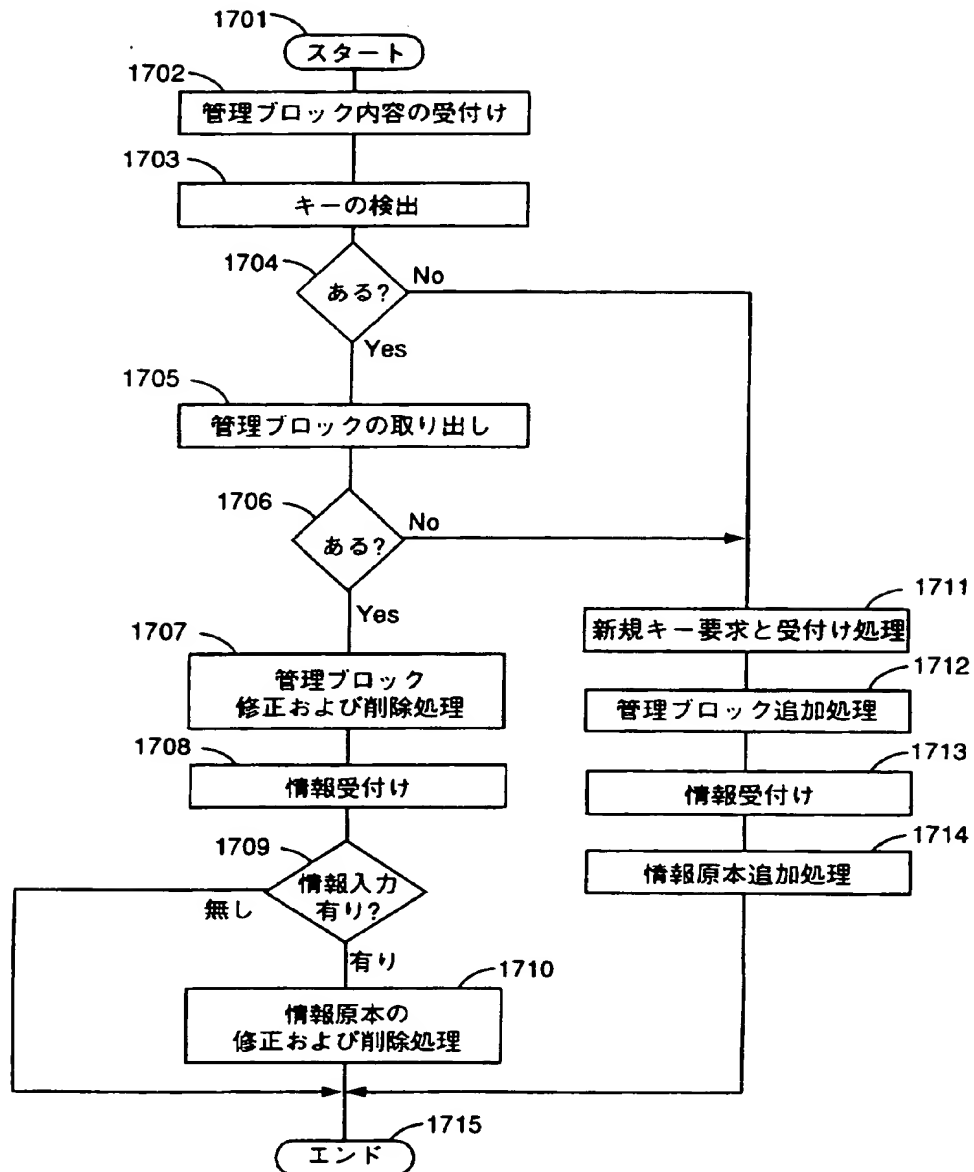 1701
スタート
1702
管理ブロック内容の受付け
1703
キーの検出
1704
ある?
No
Yes
1705
管理ブロックの取り出し
1706
ある?
No
Yes
1707
管理ブロック
修正および削除処理
1708
情報受付け
1709
情報入力
有り?
無し
有り
1710
情報原本の
修正および削除処理
1711
新規キー要求と受付け処理
1712
管理ブロック追加処理
1713
情報受付け
1714
情報原本追加処理
1715
エンド